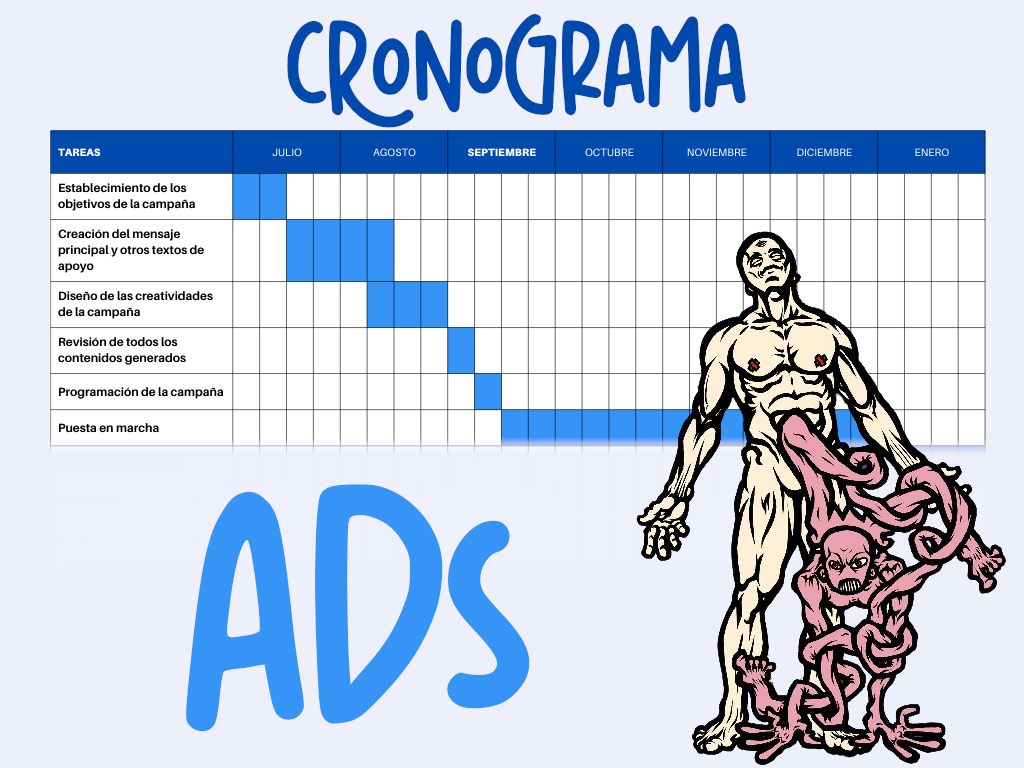 CRONOGRAMA
TAREAS JULIO AGOSTO SEPTIEMBRE OCTUBRE NOVIEMBRE DICIEMBRE ENERO
Establecimiento de los
objetivos de la campaña
Creación del mensaje
principal y otros textos de
apoyo
Diseño de las creatividades
de la campaña
Revisión de todos los
contenidos generados
Programación de la campaña
Puesta en marcha
ADs